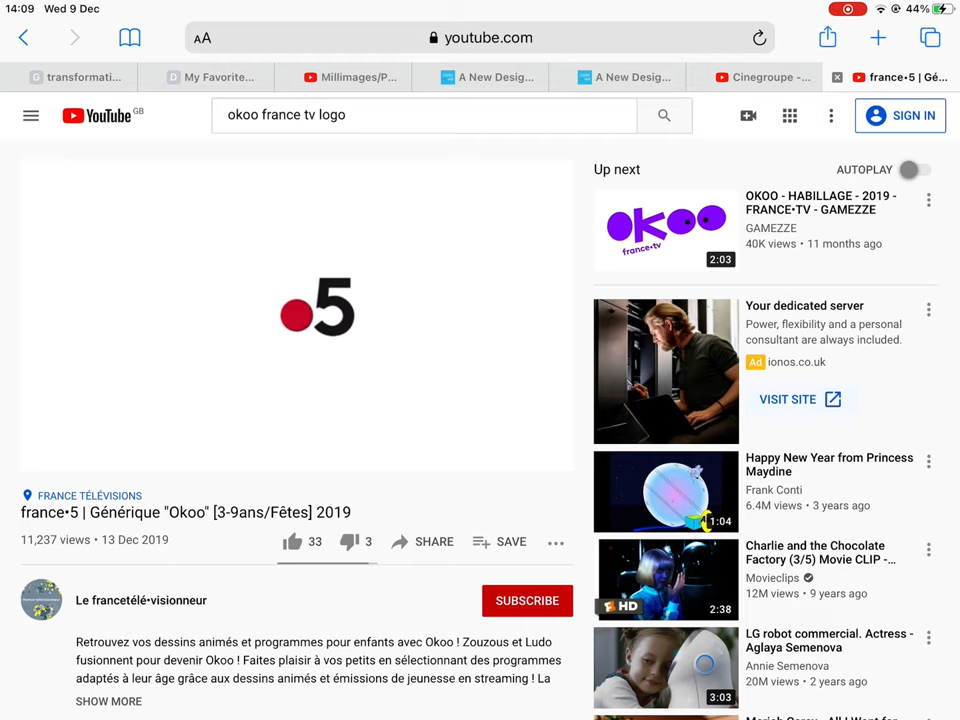 14:09 Wed 9 Dec
44%
AA
youtube.com
G transformati...
D My Favorite...
Millimages/P...
A New Desig...
A New Desig...
Cinegroupe -...
france•5 | Gé...
YouTube GB
okoo france tv logo
SIGN IN
•5
FRANCE TÉLÉVISIONS
france•5 | Générique "Okoo" [3-9ans/Fêtes] 2019
11,237 views • 13 Dec 2019
33
3
SHARE
SAVE
Le francetélé•visionneur
SUBSCRIBE
Retrouvez vos dessins animés et programmes pour enfants avec Okoo ! Zouzous et Ludo
fusionnent pour devenir Okoo ! Faites plaisir à vos petits en sélectionnant des programmes
adaptés à leur âge grâce aux dessins animés et émissions de jeunesse en streaming ! La
SHOW MORE
Up next
AUTOPLAY
okoo
france•tv
2:03
OKOO - HABILLAGE - 2019 -
FRANCE•TV - GAMEZZE
GAMEZZE
40K views • 11 months ago
Your dedicated server
Power, flexibility and a personal
consultant are always included.
Ad ionos.co.uk
VISIT SITE
1:04
Happy New Year from Princess
Maydine
Frank Conti
6.4M views • 3 years ago
HD
2:38
Charlie and the Chocolate
Factory (3/5) Movie CLIP -...
Movieclips
12M views • 9 years ago
3:03
LG robot commercial. Actress -
Aglaya Semenova
Annie Semenova
20M views • 2 years ago